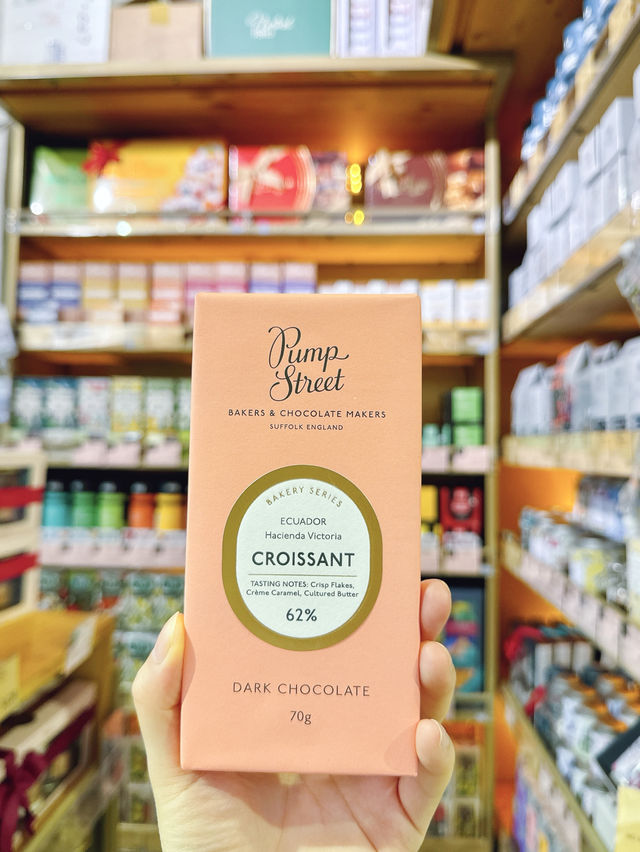 Pump
Street
BAKERS & CHOCOLATE MAKERS
SUFFOLK ENGLAND
BAKERY SERIES
ECUADOR
Hacienda Victoria
CROISSANT
TASTING NOTES: Crisp Flakes,
Crème Caramel, Cultured Butter
62%
DARK CHOCOLATE
70g